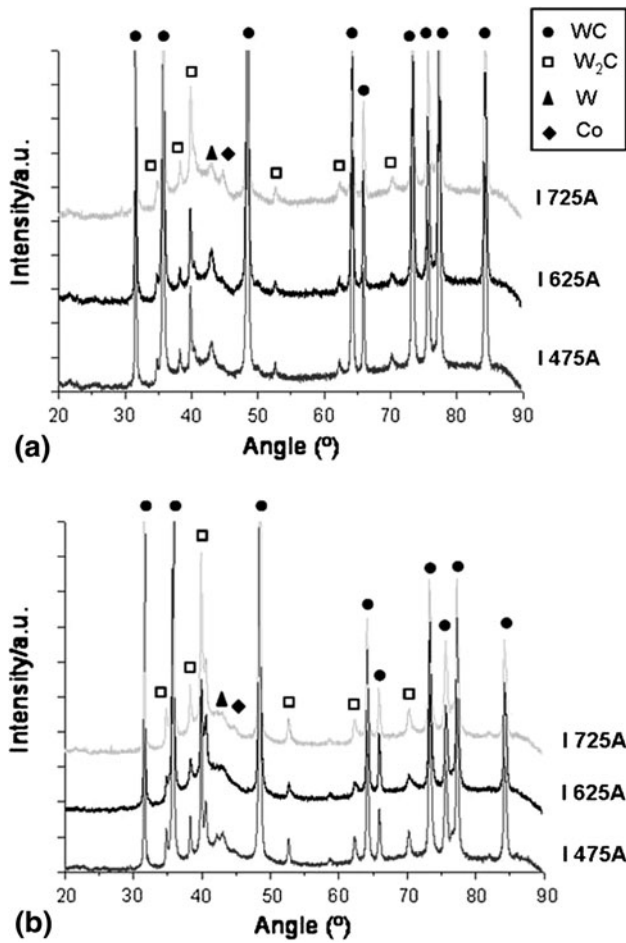 WC
W₂C
W
Co
Intensity/a.u.
I 725A
I 625A
I 475A
20 30 40 50 60 70 80 90
(a)
Angle (º)
Intensity/a.u.
I 725A
I 625A
I 475A
20 30 40 50 60 70 80 90
(b)
Angle (º)